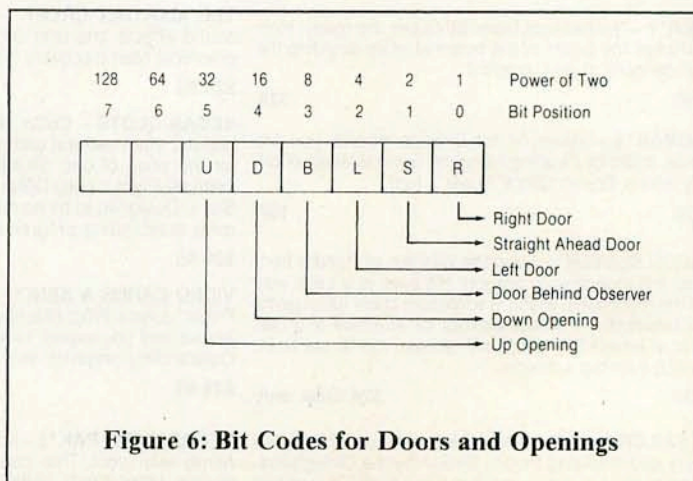 128 64 32 16 8 4 2 1 Power of Two
7 6 5 4 3 2 1 0 Bit Position
U D B L S R
Right Door
Straight Ahead Door
Left Door
Door Behind Observer
Down Opening
Up Opening
Figure 6: Bit Codes for Doors and Openings